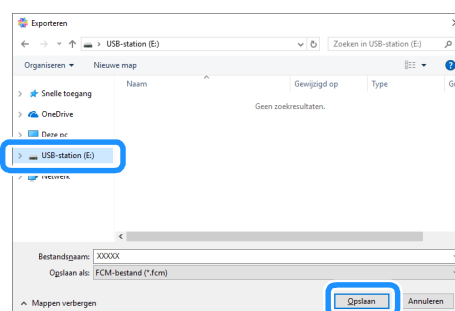 Exporteren
USB-station (E:)
Zoeken in USB-station (E:)
Organiseren
Nieuwe map
Naam
Gewijzigd op
Type
Snelle toegang
Geen zoekresultaten.
OneDrive
Deze pc
USB-station (E:)
Netwerk
Bestandsnaam: XXXXX
Opslaan als: FCM-bestand (*.fcm)
Mappen verbergen
Opslaan
Annuleren